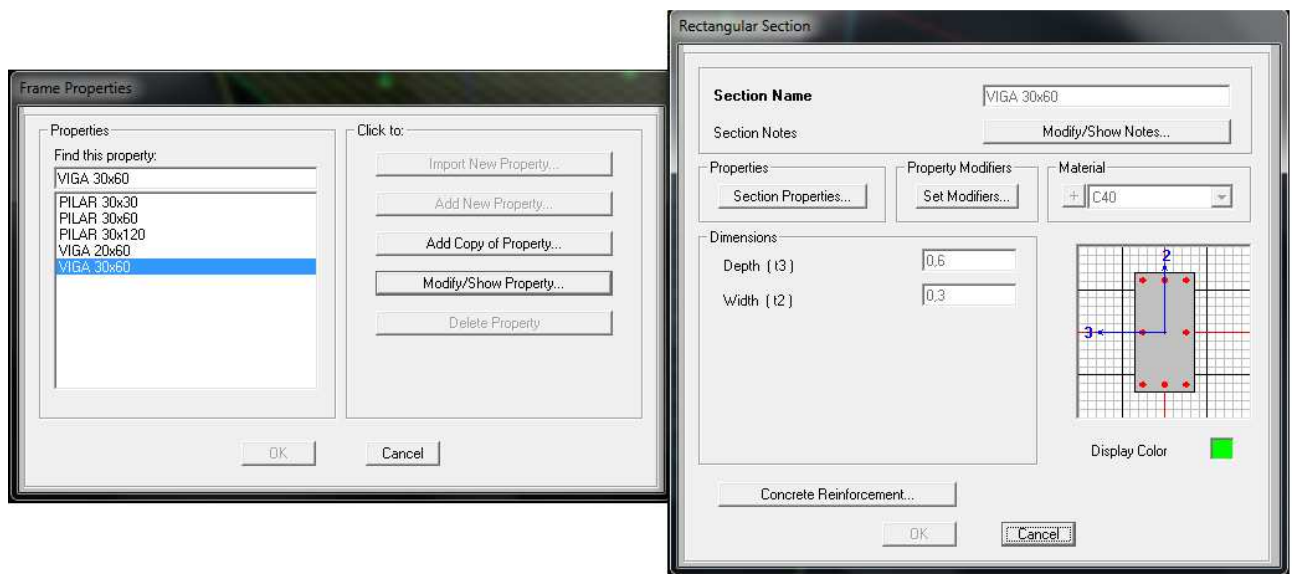 Frame Properties
Properties
Find this property:
VIGA 30x60
PILAR 30x30
PILAR 30x60
PILAR 30x120
VIGA 20x60
VIGA 30x60
Click to:
Import New Property...
Add New Property...
Add Copy of Property...
Modify/Show Property...
Delete Property
OK
Cancel
Rectangular Section
Section Name
VIGA 30x60
Section Notes
Modify/Show Notes...
Properties
Section Properties...
Property Modifiers
Set Modifiers...
Material
+
C40
Dimensions
Depth ( t3 )
0,6
Width ( t2 )
0,3
2
3
Display Color
Concrete Reinforcement...
OK
Cancel